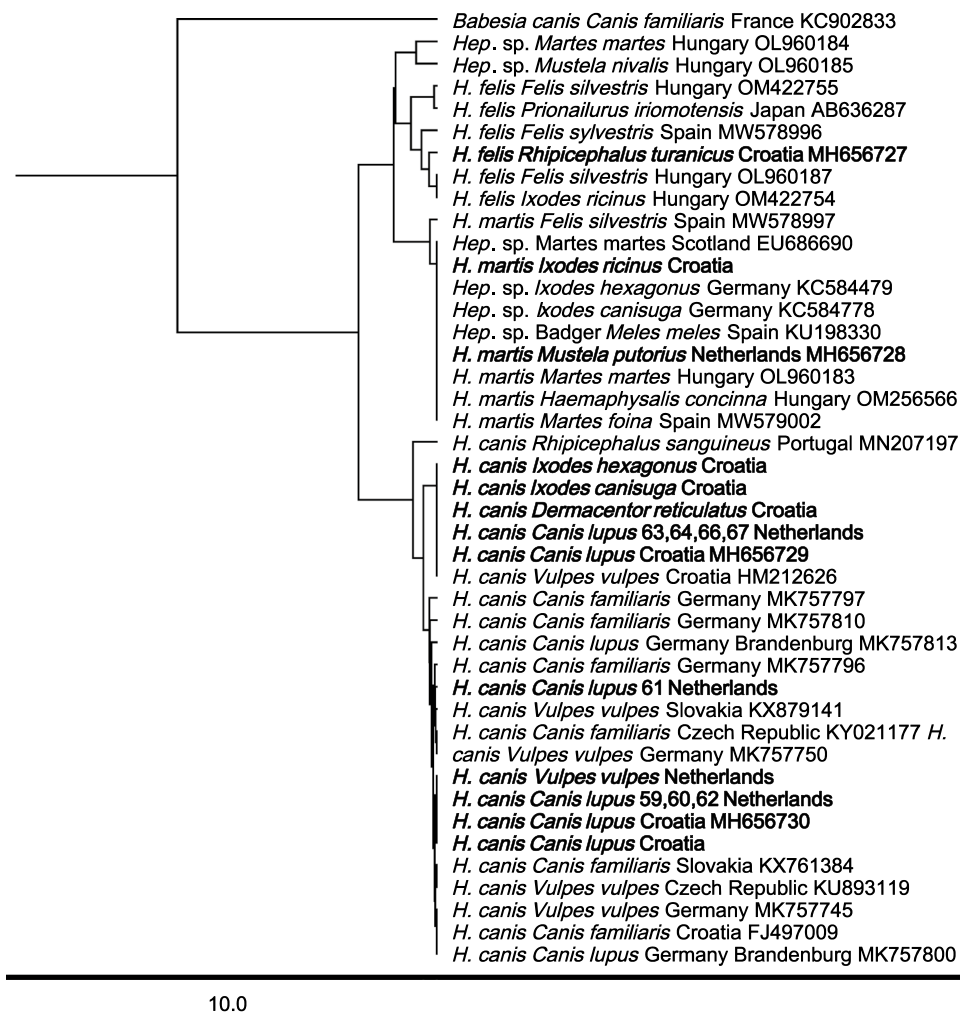 Babesia canis Canis familiaris France KC902833
Hep. sp. Martes martes Hungary OL960184
Hep. sp. Mustela nivalis Hungary OL960185
H. felis Felis silvestris Hungary OM422755
H. felis Prionailurus iriomotensis Japan AB636287
H. felis Felis sylvestris Spain MW578996
H. felis Rhipicephalus turanicus Croatia MH656727
H. felis Felis silvestris Hungary OL960187
H. felis Ixodes ricinus Hungary OM422754
H. martis Felis silvestris Spain MW578997
Hep. sp. Martes martes Scotland EU686690
H. martis Ixodes ricinus Croatia
Hep. sp. Ixodes hexagonus Germany KC584479
Hep. sp. Ixodes canisuga Germany KC584778
Hep. sp. Badger Meles meles Spain KU198330
H. martis Mustela putorius Netherlands MH656728
H. martis Martes martes Hungary OL960183
H. martis Haemaphysalis concinna Hungary OM256566
H. martis Martes foina Spain MW579002
H. canis Rhipicephalus sanguineus Portugal MN207197
H. canis Ixodes hexagonus Croatia
H. canis Ixodes canisuga Croatia
H. canis Dermacentor reticulatus Croatia
H. canis Canis lupus 63,64,66,67 Netherlands
H. canis Canis lupus Croatia MH656729
H. canis Vulpes vulpes Croatia HM212626
H. canis Canis familiaris Germany MK757797
H. canis Canis familiaris Germany MK757810
H. canis Canis lupus Germany Brandenburg MK757813
H. canis Canis familiaris Germany MK757796
H. canis Canis lupus 61 Netherlands
H. canis Vulpes vulpes Slovakia KX879141
H. canis Canis familiaris Czech Republic KY021177 H.
canis Vulpes vulpes Germany MK757750
H. canis Vulpes vulpes Netherlands
H. canis Canis lupus 59,60,62 Netherlands
H. canis Canis lupus Croatia MH656730
H. canis Canis lupus Croatia
H. canis Canis familiaris Slovakia KX761384
H. canis Vulpes vulpes Czech Republic KU893119
H. canis Vulpes vulpes Germany MK757745
H. canis Canis familiaris Croatia FJ497009
H. canis Canis lupus Germany Brandenburg MK757800
10.0